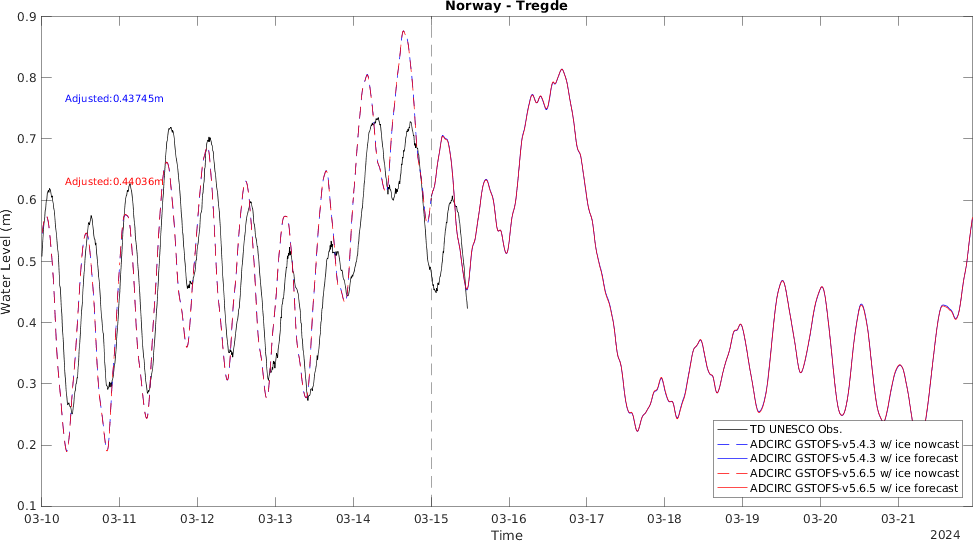 Norway - Tregde
0.9
0.8
0.7
0.6
0.5
0.4
0.3
0.2
0.1
Water Level (m)
Adjusted:0.43745m
Adjusted:0.44036m
TD UNESCO Obs.
ADCIRC GSTOFS-v5.4.3 w/ ice nowcast
ADCIRC GSTOFS-v5.4.3 w/ ice forecast
ADCIRC GSTOFS-v5.6.5 w/ ice nowcast
ADCIRC GSTOFS-v5.6.5 w/ ice forecast
03-10 03-11 03-12 03-13 03-14 03-15 03-16 03-17 03-18 03-19 03-20 03-21
Time
2024